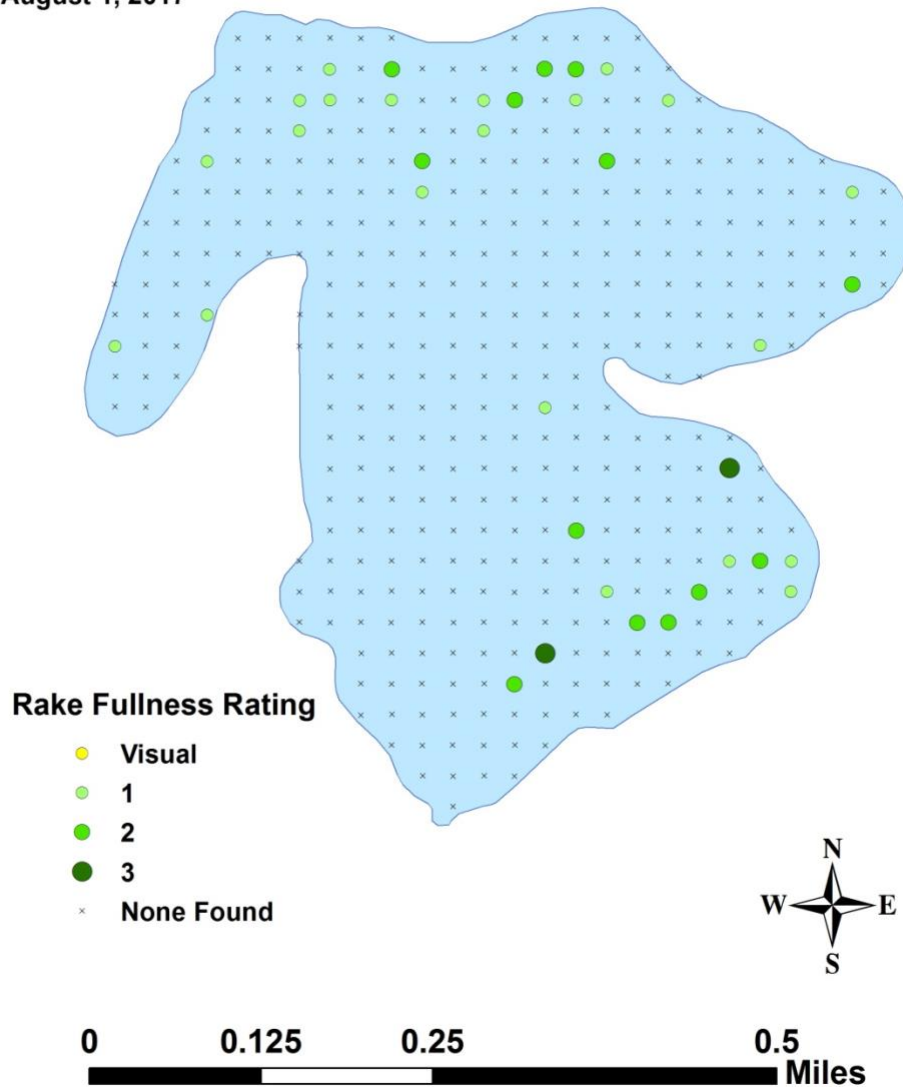 August 1, 2017
Rake Fullness Rating
Visual
1
2
3
None Found
N
W E
S
0 0.125 0.25 0.5
Miles